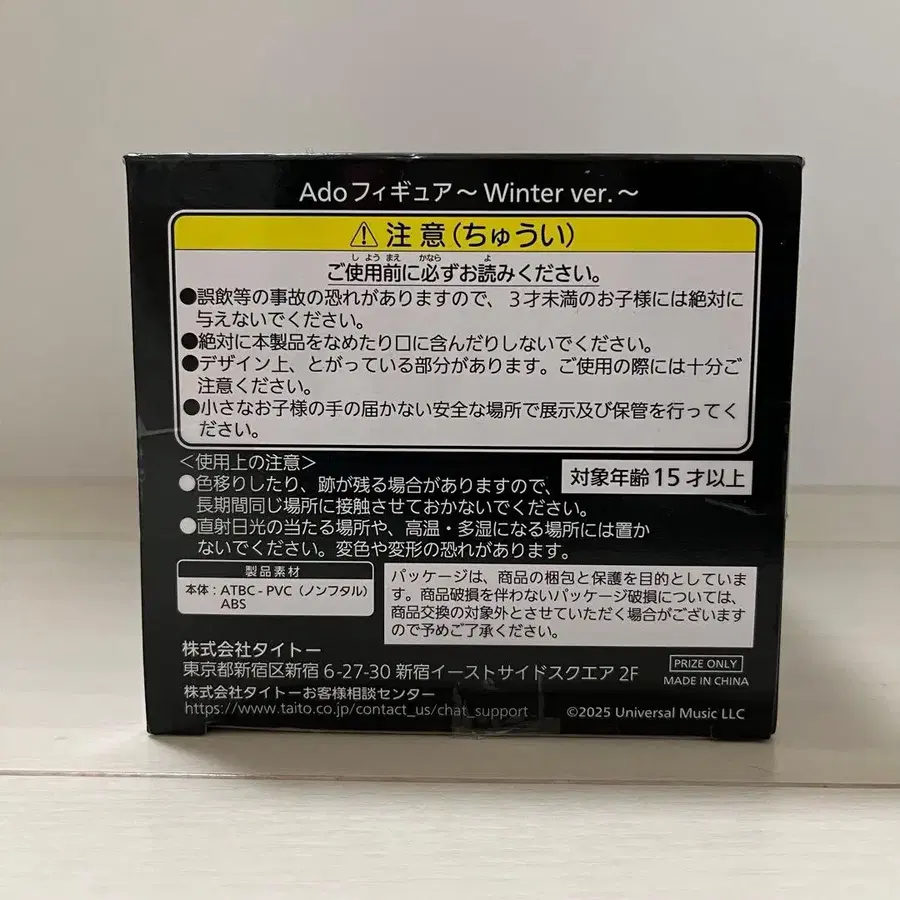 Adoフィギュア～Winter ver.～
⚠注意(ちゅうい)
ご使用前に必ずお読みください。
●誤飲等の事故の恐れがありますので、3才未満のお子様には絶対に
与えないでください。
●絶対に本製品をなめたり口に含んだりしないでください。
●デザイン上、とがっている部分があります。ご使用の際には十分ご
注意ください。
●小さなお子様の手の届かない安全な場所で展示及び保管を行ってく
ださい。
＜使用上の注意＞
対象年齢15才以上
●色移りしたり、跡が残る場合がありますので、
長期間同じ場所に接触させておかないでください。
●直射日光の当たる場所や、高温・多湿になる場所には置か
ないでください。変色や変形の恐れがあります。
製品素材
本体：ATBC-PVC（ノンフタル）
ABS
パッケージは、商品の梱包と保護を目的としていま
す。商品破損を伴わないパッケージ破損については、
商品交換の対象外とさせていただく場合がございます
ので予めご了承ください。
株式会社タイトー
東京都新宿区新宿 6-27-30 新宿イーストサイドスクエア 2F
株式会社タイトーお客様相談センター
https://www.taito.co.jp/contact_us/chat_support
PRIZE ONLY
MADE IN CHINA
©2025 Universal Music LLC